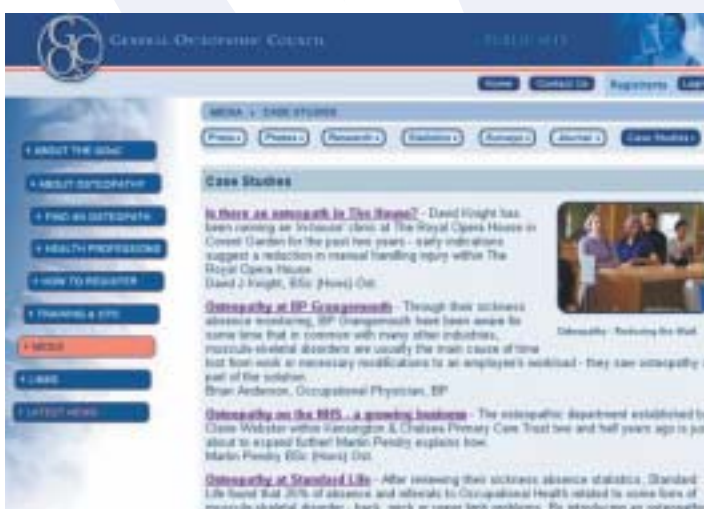 GOsC
GENERAL OSTEOPATHIC COUNCIL
PUBLIC SITE
Home
Contact Us
Registrants
MEDIA > CASE STUDIES
Press
Photos
Research
Statistics
Surveys
Journal
Case Studies
ABOUT THE GOsC
ABOUT OSTEOPATHY
FIND AN OSTEOPATH
HEALTH PROFESSIONS
HOW TO REGISTER
TRAINING & CPD
MEDIA
LINKS
LATEST NEWS
Case Studies
Is there an osteopath in The House? - David Knight has
been running an 'in-house' clinic at The Royal Opera House in
Covent Garden for the past two years - early indications
suggest a reduction in manual handling injury within The
Royal Opera House
David J Knight, BSc (Hons) Ost.
Osteopathy - Reducing the Wait
Osteopathy at BP Grangemouth - Through their sickness
absence monitoring, BP Grangemouth have been aware for
some time that in common with many other industries,
musculo-skeletal disorders are usually the main cause of time
lost from work or necessary modifications to an employee's workload - they saw osteopathy
part of the solution.
Brian Anderson, Occupational Physician, BP
Osteopathy on the NHS - a growing business - The osteopathic department established
Clare Webster within Kensington & Chelsea Primary Care Trust two and half years ago is
about to expand further! Martin Pendry explains how.
Martin Pendry BSc (Hons) Ost.
Osteopathy at Standard Life - After reviewing their sickness absence statistics, Standard
Life found that 25% of absence and referrals to Occupational Health related to some form of
musculo-skeletal disorder - back, neck or upper limb problems. By introducing an